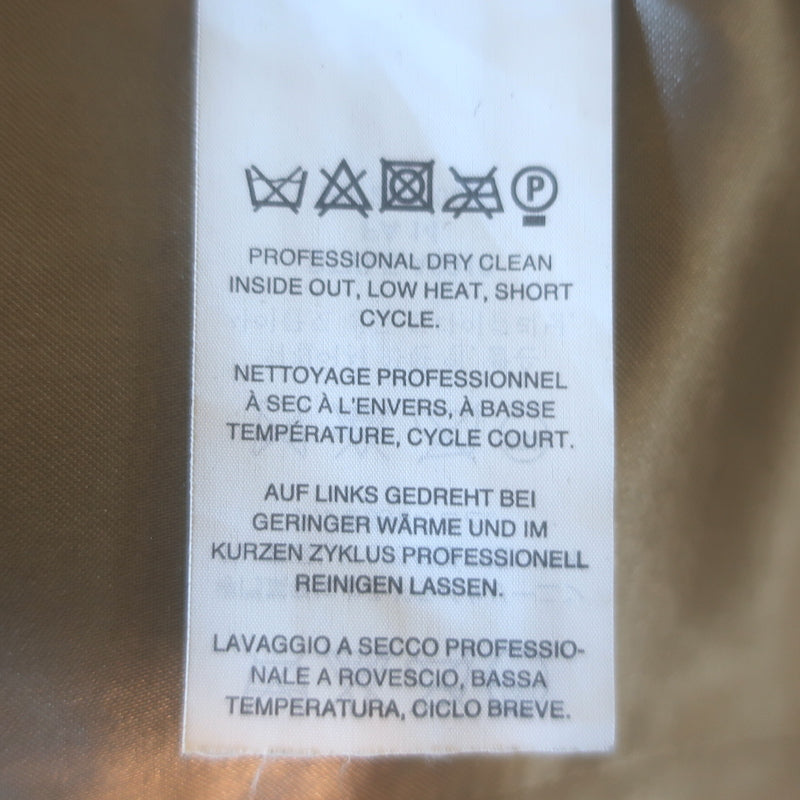 P
PROFESSIONAL DRY CLEAN
INSIDE OUT, LOW HEAT, SHORT
CYCLE.
NETTOYAGE PROFESSIONNEL
À SEC À L'ENVERS, À BASSE
TEMPÉRATURE, CYCLE COURT.
AUF LINKS GEDREHT BEI
GERINGER WÄRME UND IM
KURZEN ZYKLUS PROFESSIONELL
REINIGEN LASSEN.
LAVAGGIO A SECCO PROFESSIO-
NALE A ROVESCIO, BASSA
TEMPERATURA, CICLO BREVE.